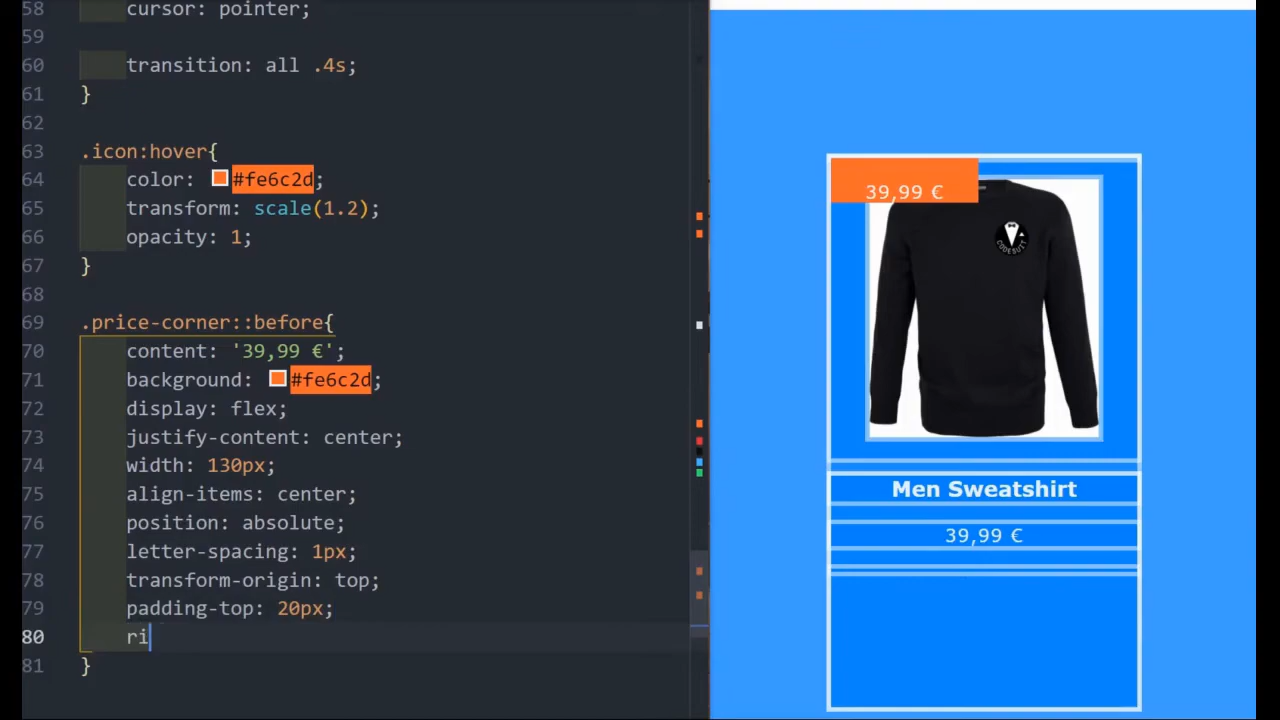 58 cursor: pointer;
59
60 transition: all .4s;
61 }
62
63 .icon:hover{
64 color: #fe6c2d;
65 transform: scale(1.2);
66 opacity: 1;
67 }
68
69 .price-corner::before{
70 content: '39,99 €';
71 background: #fe6c2d;
72 display: flex;
73 justify-content: center;
74 width: 130px;
75 align-items: center;
76 position: absolute;
77 letter-spacing: 1px;
78 transform-origin: top;
79 padding-top: 20px;
80 ri
81 }
39,99 €
CODESUIT
Men Sweatshirt
39,99 €